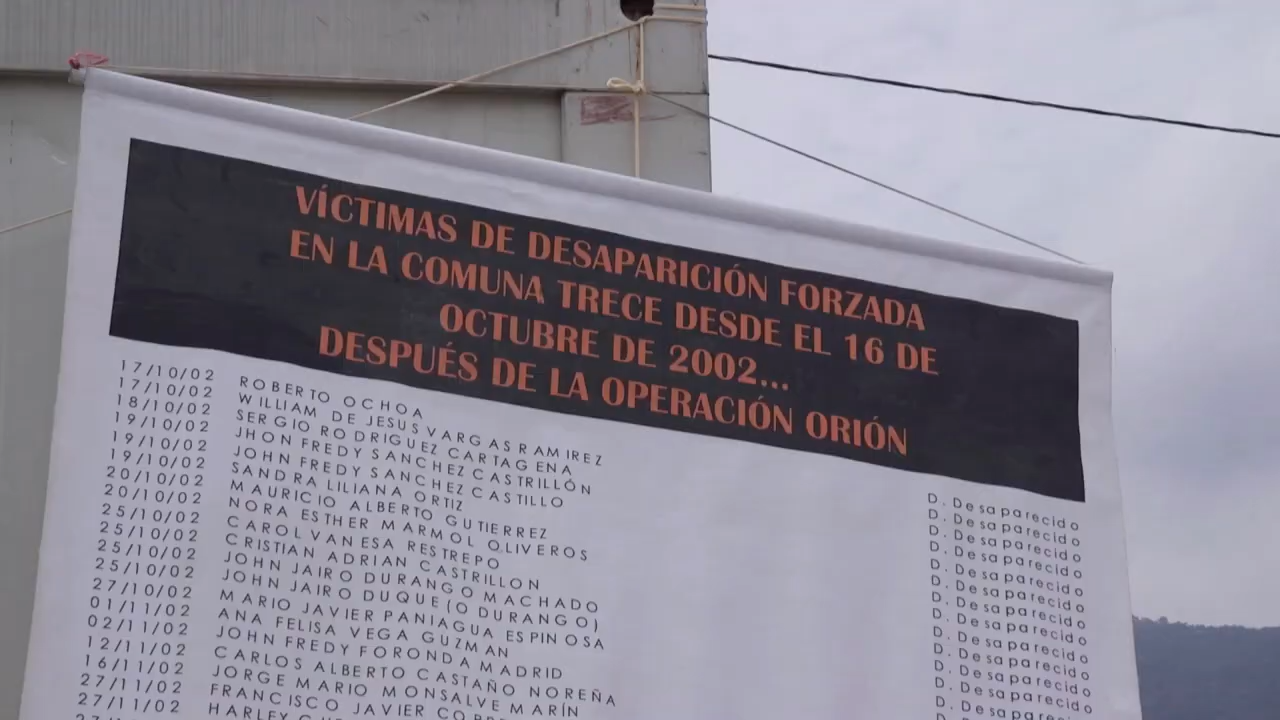 VÍCTIMAS DE DESAPARICIÓN FORZADA
EN LA COMUNA TRECE DESDE EL 16 DE
OCTUBRE DE 2002...
DESPUÉS DE LA OPERACIÓN ORIÓN
17/10/02 ROBERTO OCHOA D. Desaparecido
17/10/02 WILLIAM DE JESUS VARGAS RAMIREZ D. Desaparecido
18/10/02 SERGIO RODRIGUEZ CARTAGENA D. Desaparecido
19/10/02 JHON FREDY SANCHEZ CASTRILLÓN D. Desaparecido
19/10/02 JOHN FREDY SANCHEZ CASTILLO D. Desaparecido
19/10/02 SANDRA LILIANA ORTIZ D. Desaparecido
20/10/02 MAURICIO ALBERTO GUTIERREZ D. Desaparecido
20/10/02 NORA ESTHER MARMOL OLIVEROS D. Desaparecido
25/10/02 CAROL VANESA RESTREPO D. Desaparecido
25/10/02 CRISTIAN ADRIAN CASTRILLON D. Desaparecido
25/10/02 JOHN JAIRO DURANGO MACHADO D. Desaparecido
25/10/02 JOHN JAIRO DUQUE (O DURANGO) D. Desaparecido
27/10/02 MARIO JAVIER PANIAGUA ESPINOSA D.
01/11/02 ANA FELISA VEGA GUZMAN
02/11/02 JOHN FREDY FORONDA MADRID
12/11/02 CARLOS ALBERTO CASTAÑO NOREÑA
16/11/02 JORGE MARIO MONSALVE MARÍN
27/11/02 FRANCISCO JAVIER
27/11/02 HARLEY